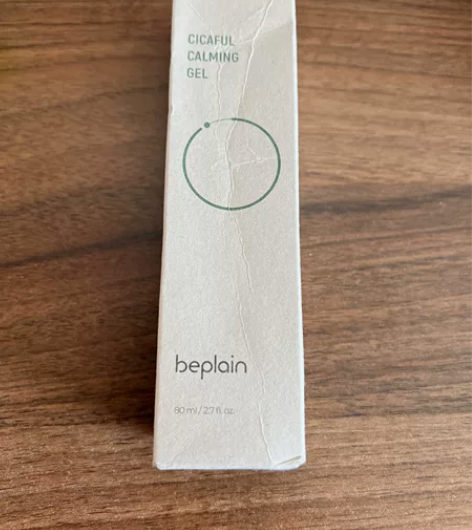 CICAFUL
CALMING
GEL
beplain
80 ml / 2.7 fl. oz.